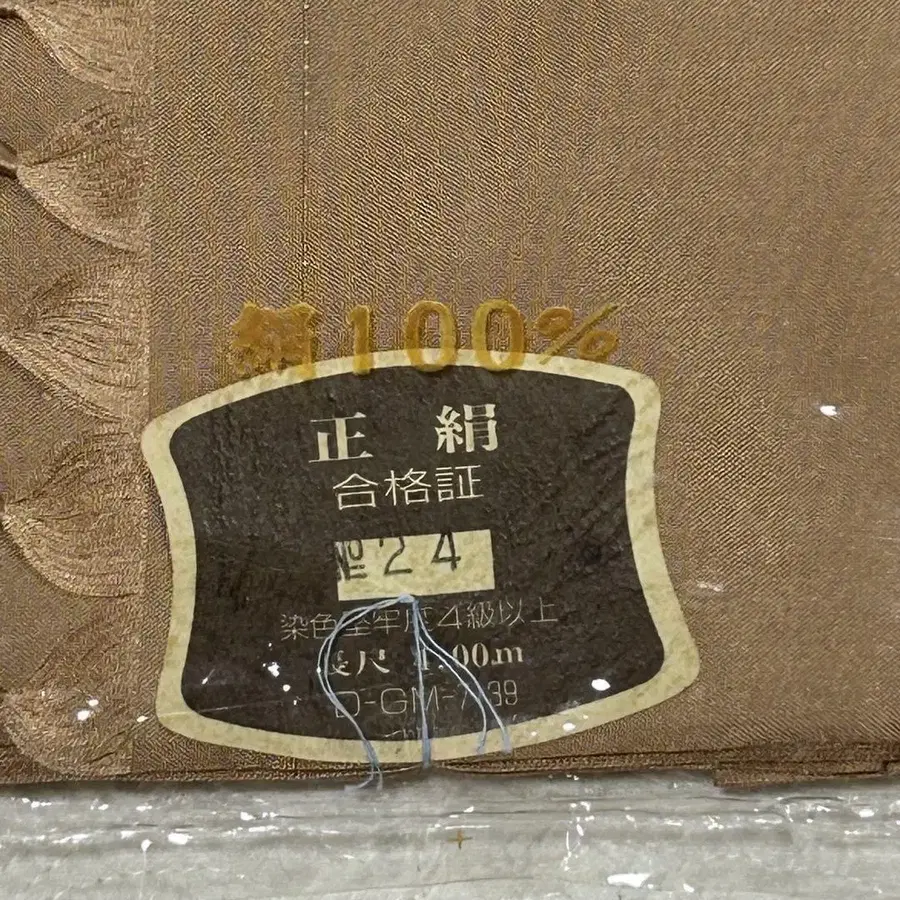 絹100%
正絹
合格証
№24
染色堅牢度4級以上
長尺